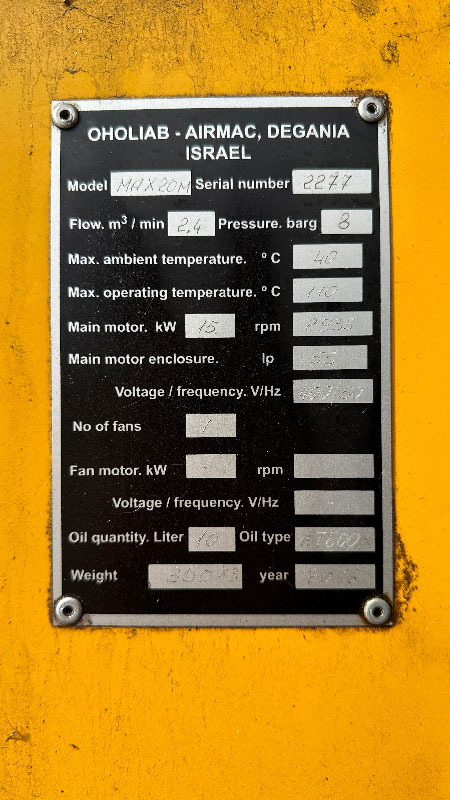 OHOLIAB - AIRMAC, DEGANIA
ISRAEL
Model MAX20M Serial number 2277
Flow. m³ / min 2,4 Pressure. barg 8
Max. ambient temperature. º C 40
Max. operating temperature. º C 110
Main motor. kW 15 rpm
Main motor enclosure. Ip 55
Voltage / frequency. V/Hz
No of fans 1
Fan motor. kW - rpm
Voltage / frequency. V/Hz -
Oil quantity. Liter 10 Oil type
Weight year